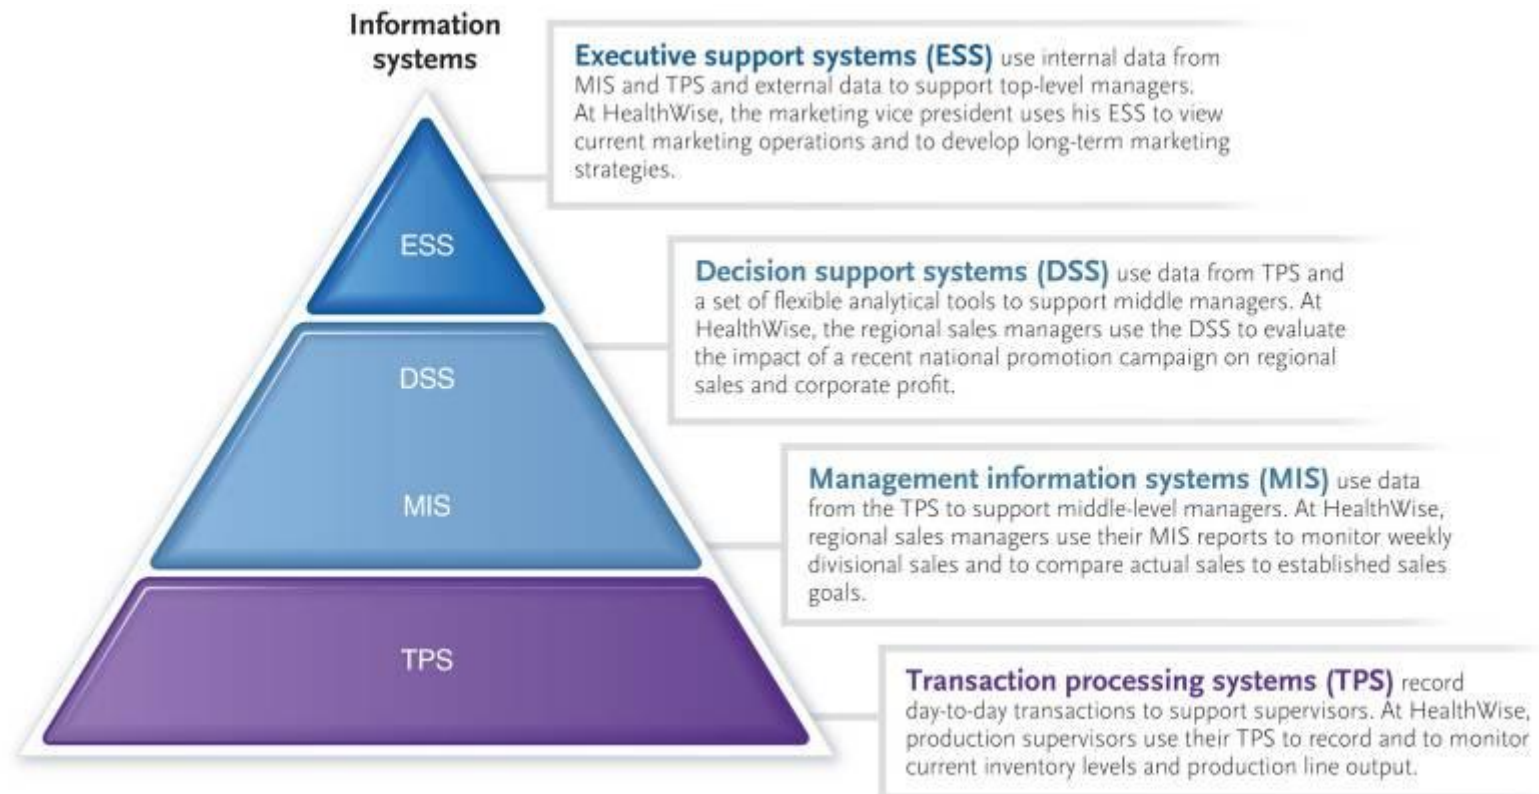 Information
systems
Executive support systems (ESS) use internal data from
MIS and TPS and external data to support top-level managers.
At HealthWise, the marketing vice president uses his ESS to view
current marketing operations and to develop long-term marketing
strategies.
ESS
Decision support systems (DSS) use data from TPS and
a set of flexible analytical tools to support middle managers. At
HealthWise, the regional sales managers use the DSS to evaluate
the impact of a recent national promotion campaign on regional
sales and corporate profit.
DSS
MIS
Management information systems (MIS) use data
from the TPS to support middle-level managers. At HealthWise,
regional sales managers use their MIS reports to monitor weekly
divisional sales and to compare actual sales to established sales
goals.
TPS
Transaction processing systems (TPS) record
day-to-day transactions to support supervisors. At HealthWise,
production supervisors use their TPS to record and to monitor
current inventory levels and production line output.